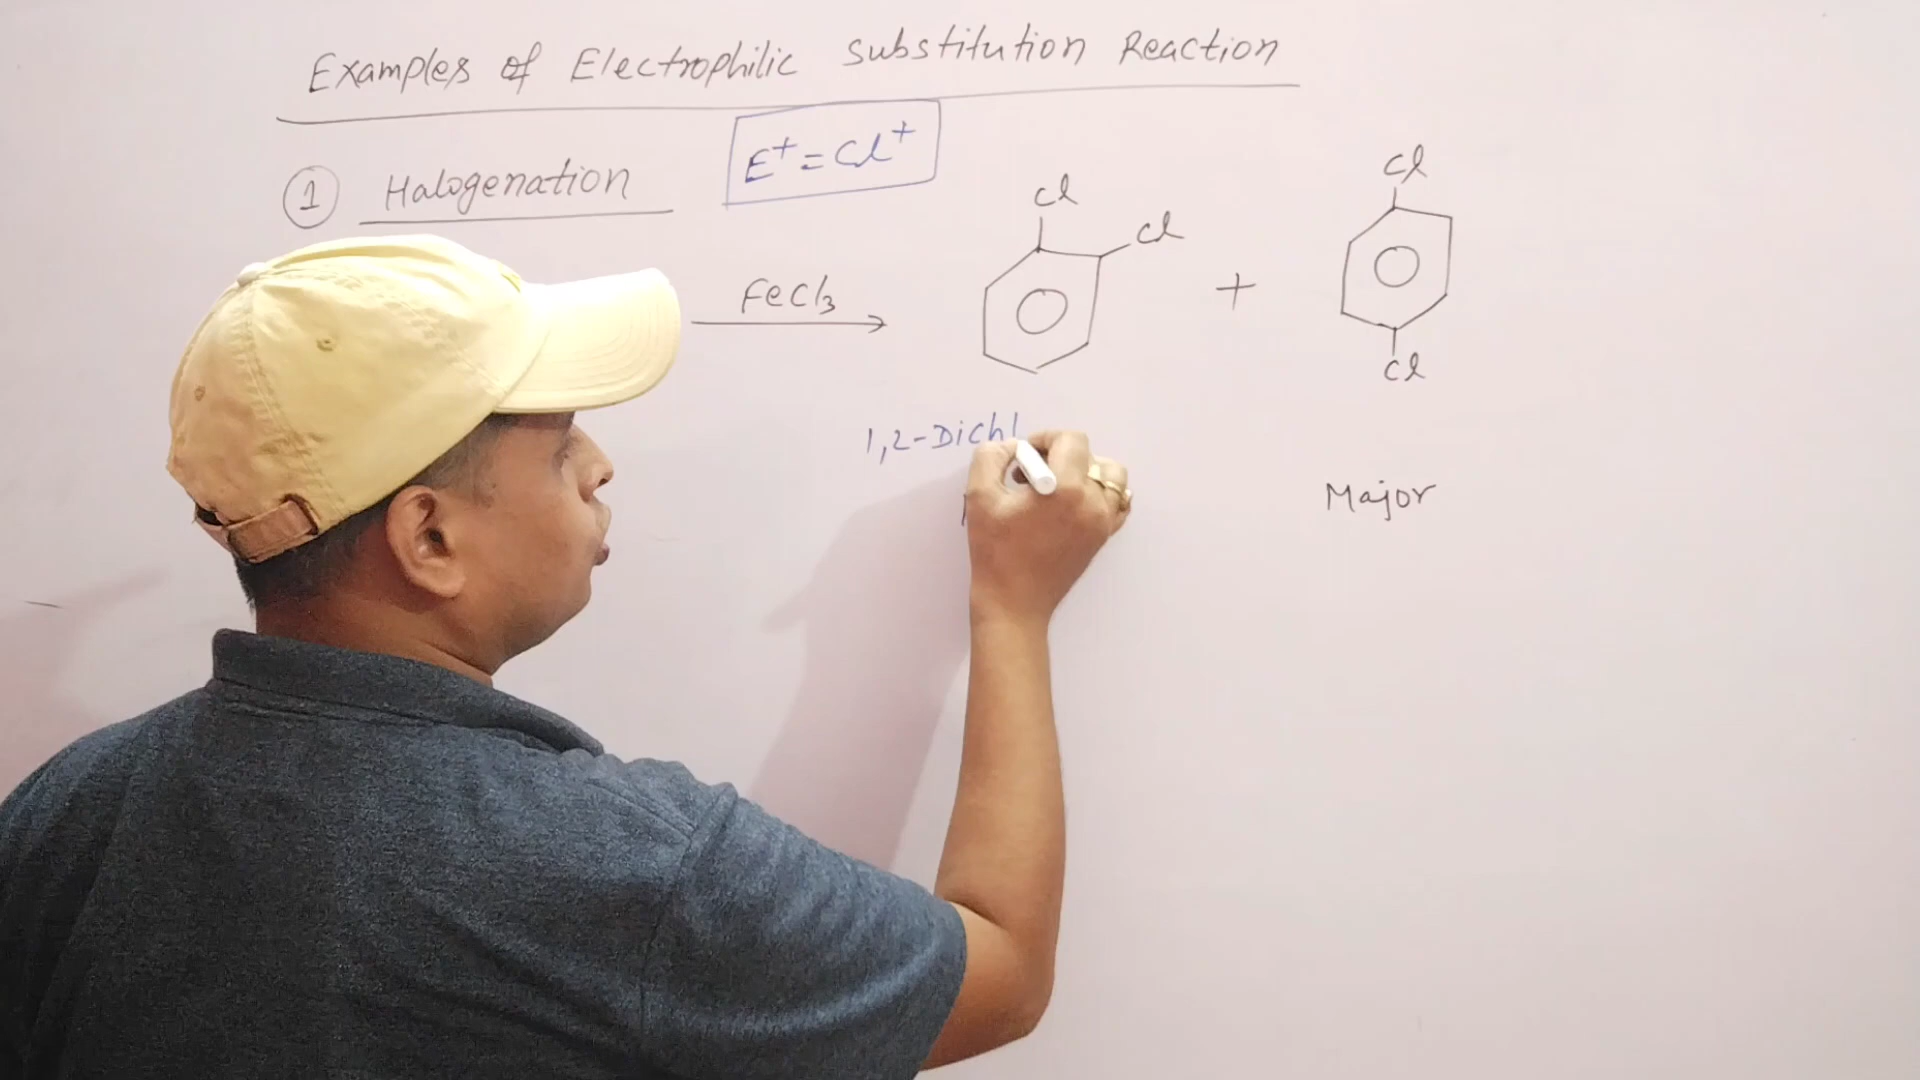 Examples of Electrophilic Substitution Reaction
E⁺ = Cl⁺
1 Halogenation
Cl
Cl
Cl
FeCl₃
+
Cl
1,2-Dichl
Major